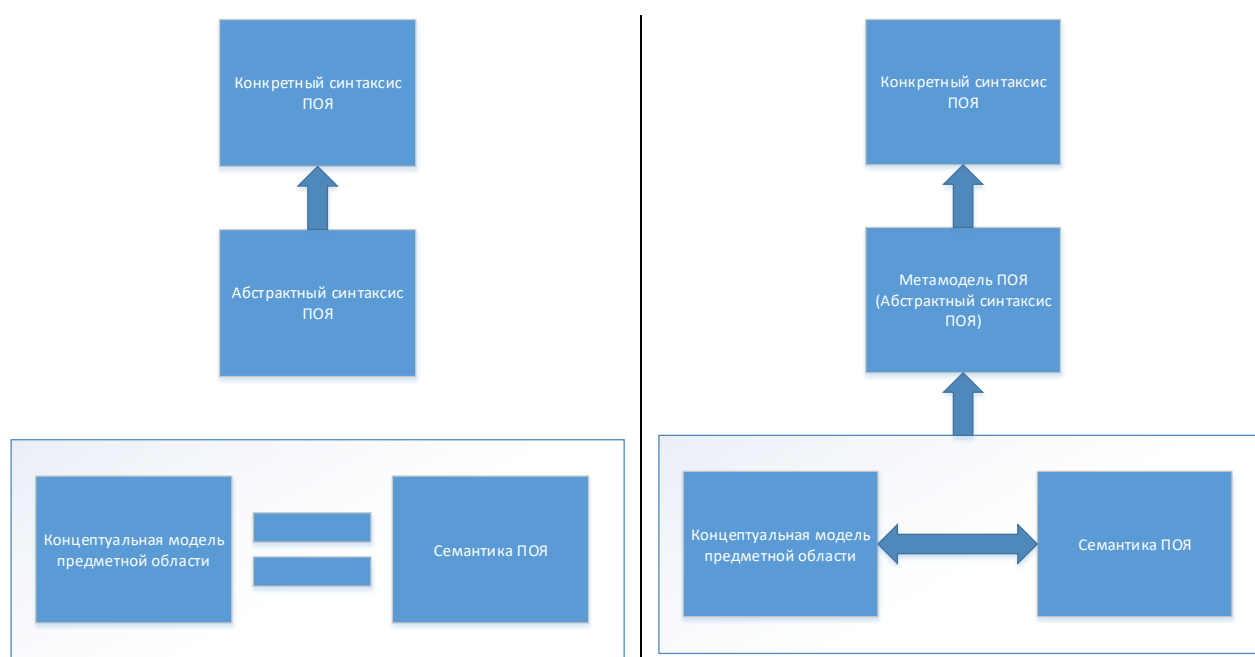 Конкретный синтаксис
ПОЯ
Абстрактный синтаксис
ПОЯ
Концептуальная модель
предметной области
Семантика ПОЯ
Конкретный синтаксис
ПОЯ
Метамодель ПОЯ
(Абстрактный синтаксис
ПОЯ)
Концептуальная модель
предметной области
Семантика ПОЯ